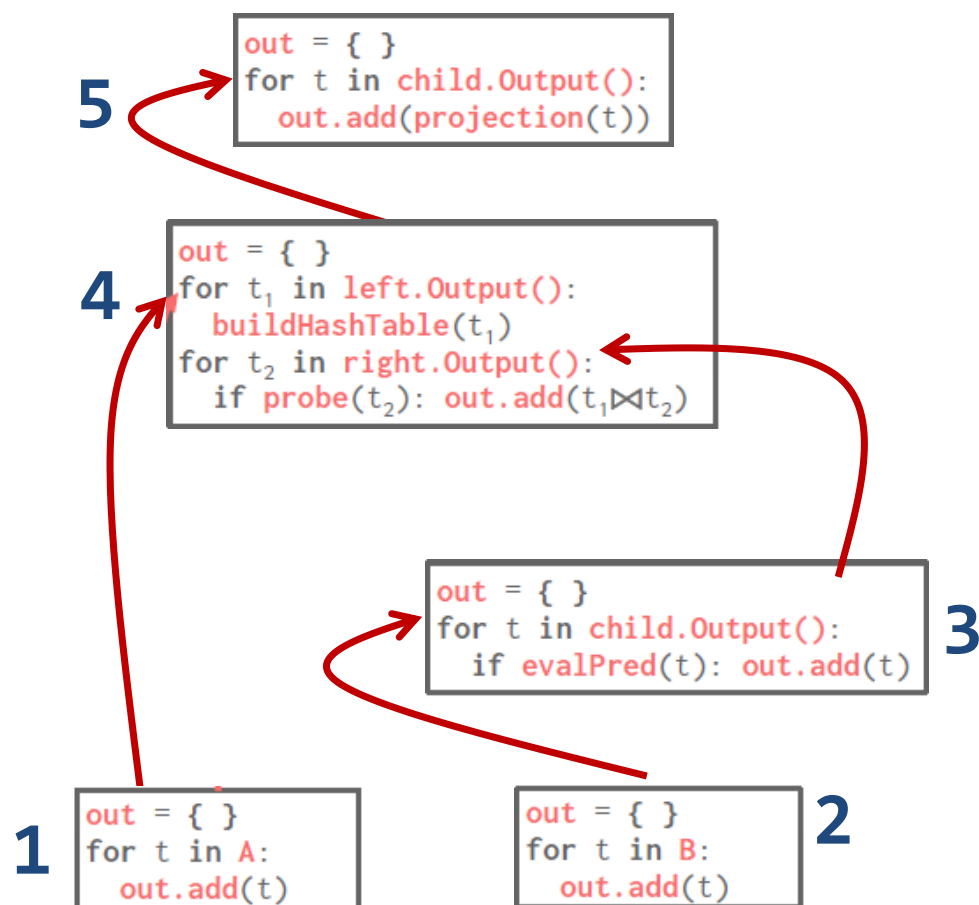 5
out = { }
for t in child.Output():
out.add(projection(t))
4
out = { }
for t₁ in left.Output():
buildHashTable(t₁)
for t₂ in right.Output():
if probe(t₂): out.add(t₁⨝t₂)
out = { }
for t in child.Output():
if evalPred(t): out.add(t)
3
1
out = { }
for t in A:
out.add(t)
out = { }
for t in B:
out.add(t)
2